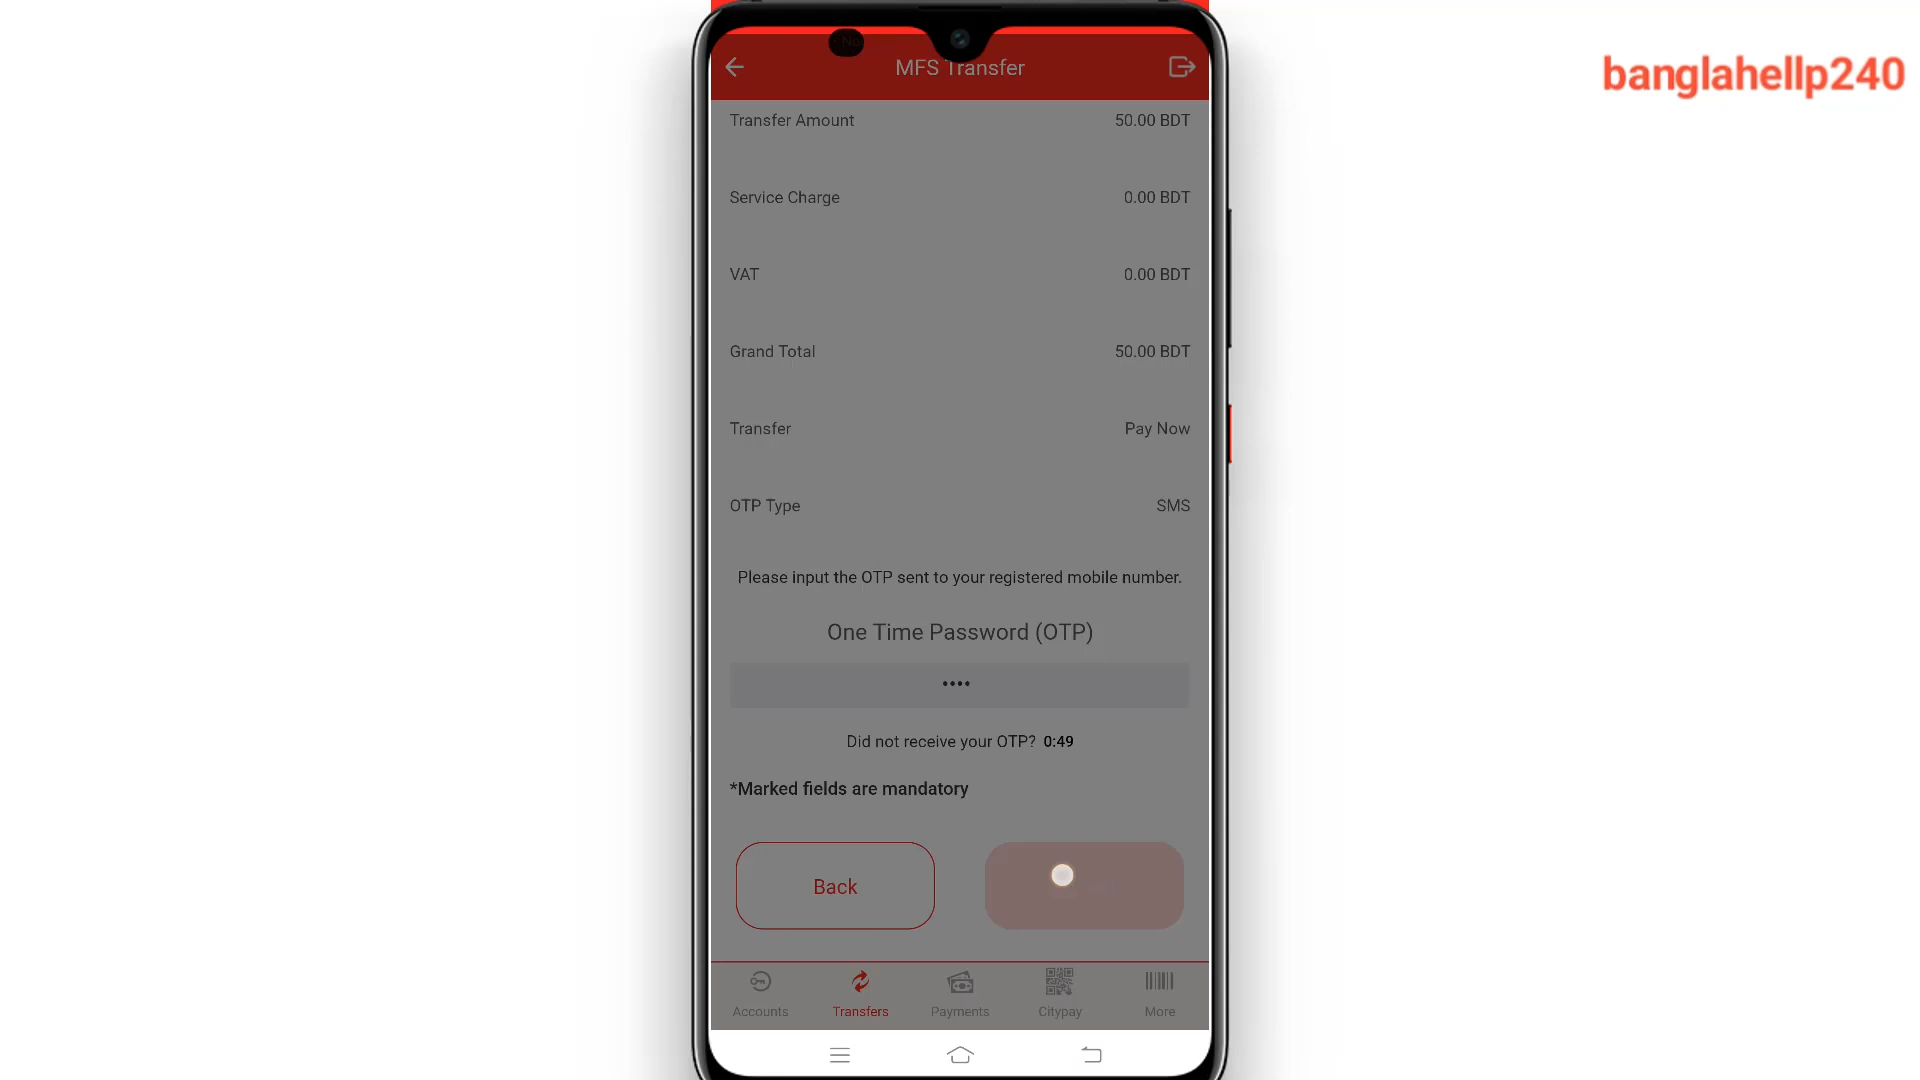 banglahellp240
MFS Transfer
Transfer Amount 50.00 BDT
Service Charge 0.00 BDT
VAT 0.00 BDT
Grand Total 50.00 BDT
Transfer Pay Now
OTP Type SMS
Please input the OTP sent to your registered mobile number.
One Time Password (OTP)
••••
Did not receive your OTP? 0:49
*Marked fields are mandatory
Back
Accounts Transfers Payments Citypay More